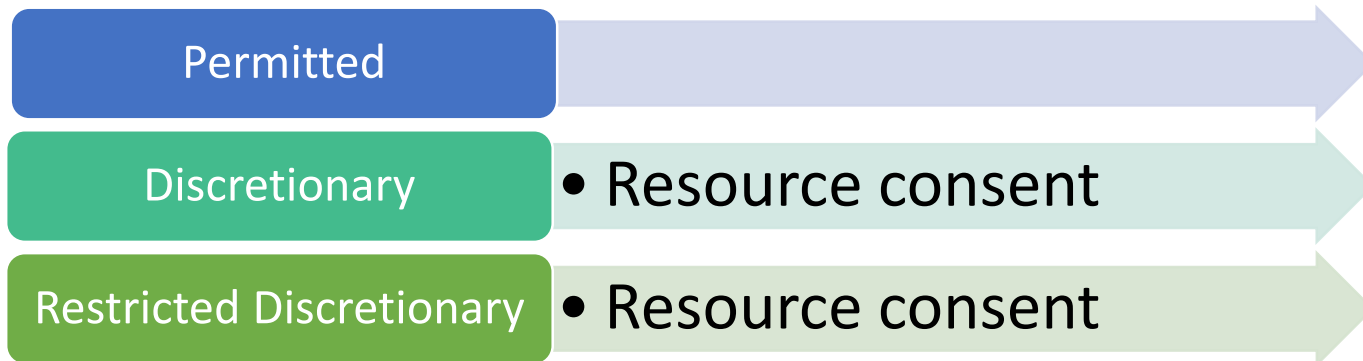 Permitted
Discretionary
• Resource consent
Restricted Discretionary
• Resource consent